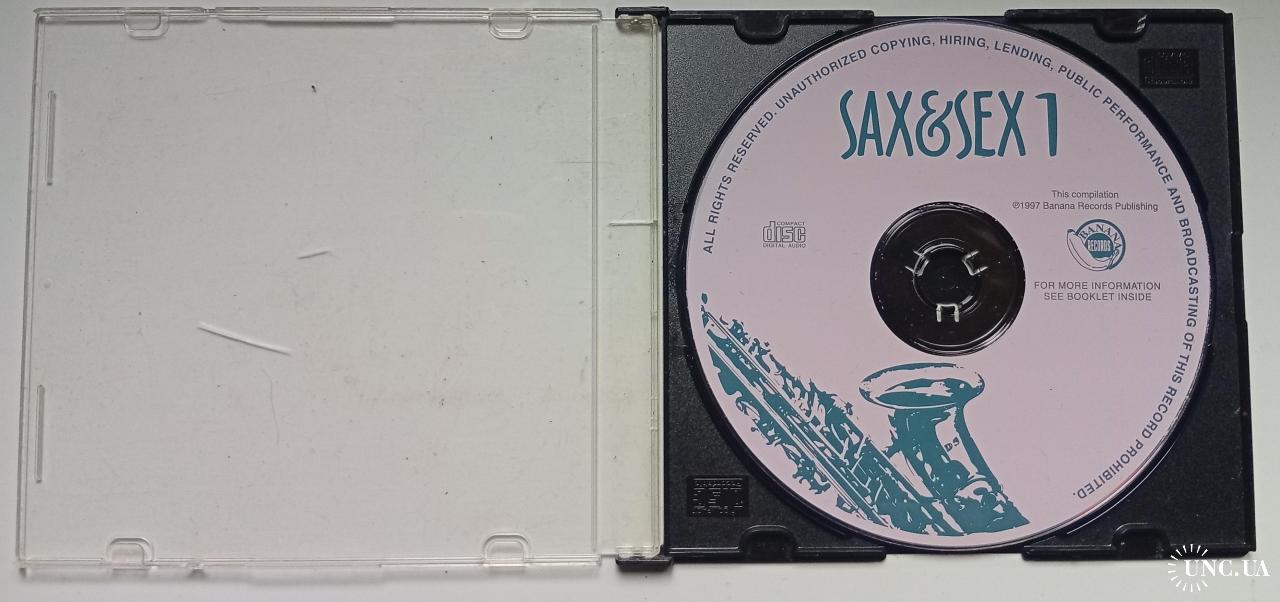 ALL RIGHTS RESERVED. UNAUTHORIZED COPYING, HIRING, LENDING, PUBLIC PERFORMANCE AND BROADCASTING OF THIS RECORD PROHIBITED.
SAX&SEX 1
This compilation
℗1997 Banana Records Publishing
COMPACT
disc
DIGITAL AUDIO
BANANA
RECORDS
FOR MORE INFORMATION
SEE BOOKLET INSIDE
UNC.UA